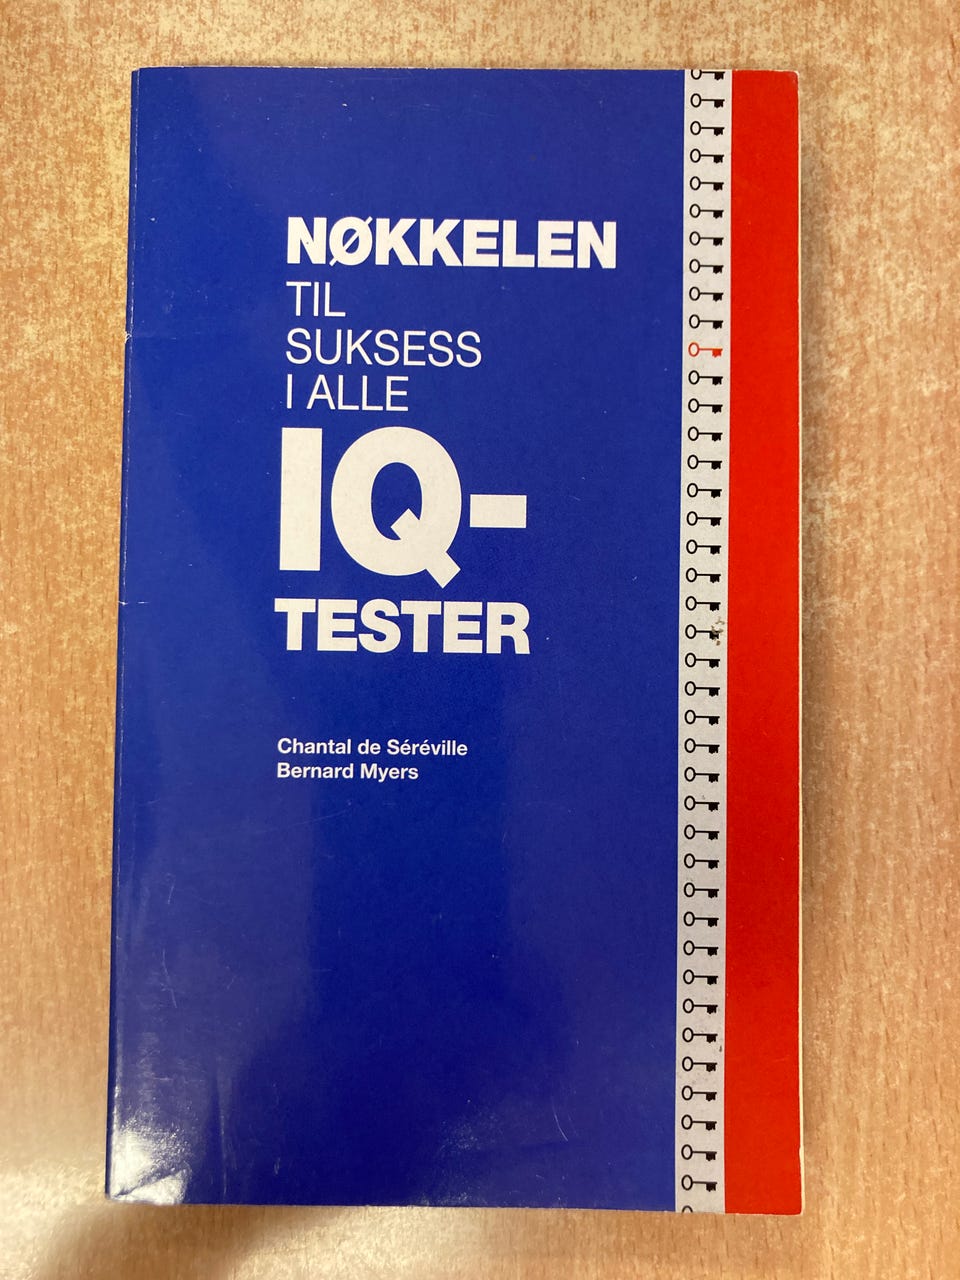 NØKKELEN
TIL
SUKSESS
I ALLE
IQ-
TESTER
Chantal de Séréville
Bernard Myers